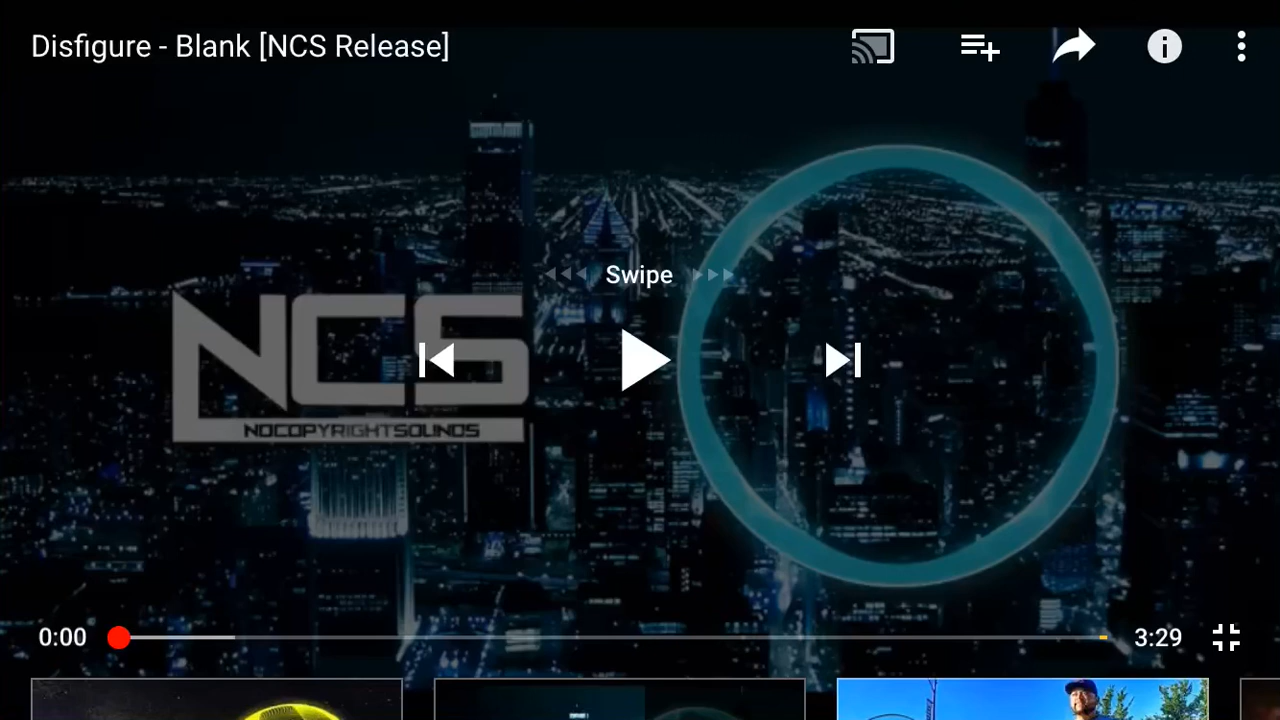 Disfigure - Blank [NCS Release]
Swipe
NCS
NOCOPYRIGHTSOUNDS
0:00
3:29